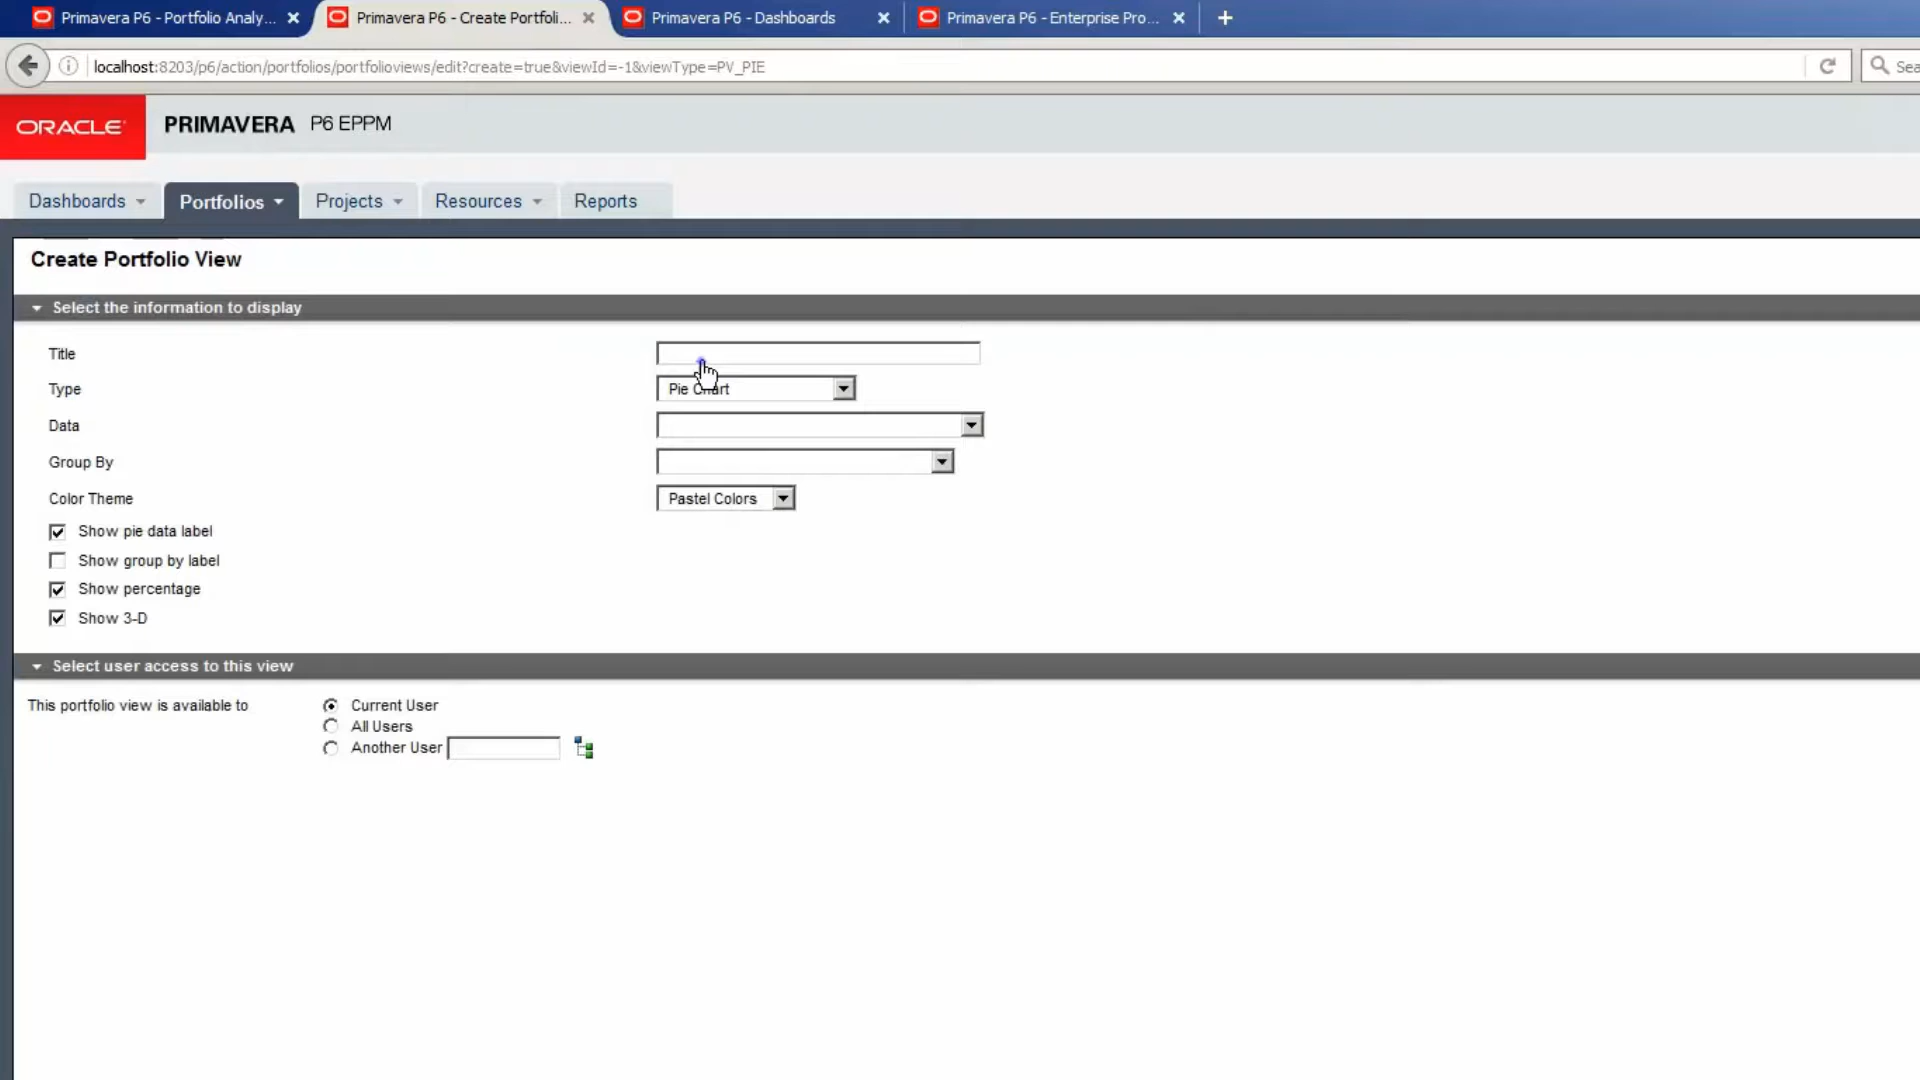 Primavera P6 - Portfolio Analy...
Primavera P6 - Create Portfoli...
Primavera P6 - Dashboards
Primavera P6 - Enterprise Pro...
localhost:8203/p6/action/portfolios/portfolioviews/edit?create=true&viewId=-1&viewType=PV_PIE
Sea
ORACLE
PRIMAVERA P6 EPPM
Dashboards
Portfolios
Projects
Resources
Reports
Create Portfolio View
Select the information to display
Title
Type
Pie Chart
Data
Group By
Color Theme
Pastel Colors
Show pie data label
Show group by label
Show percentage
Show 3-D
Select user access to this view
This portfolio view is available to
Current User
All Users
Another User